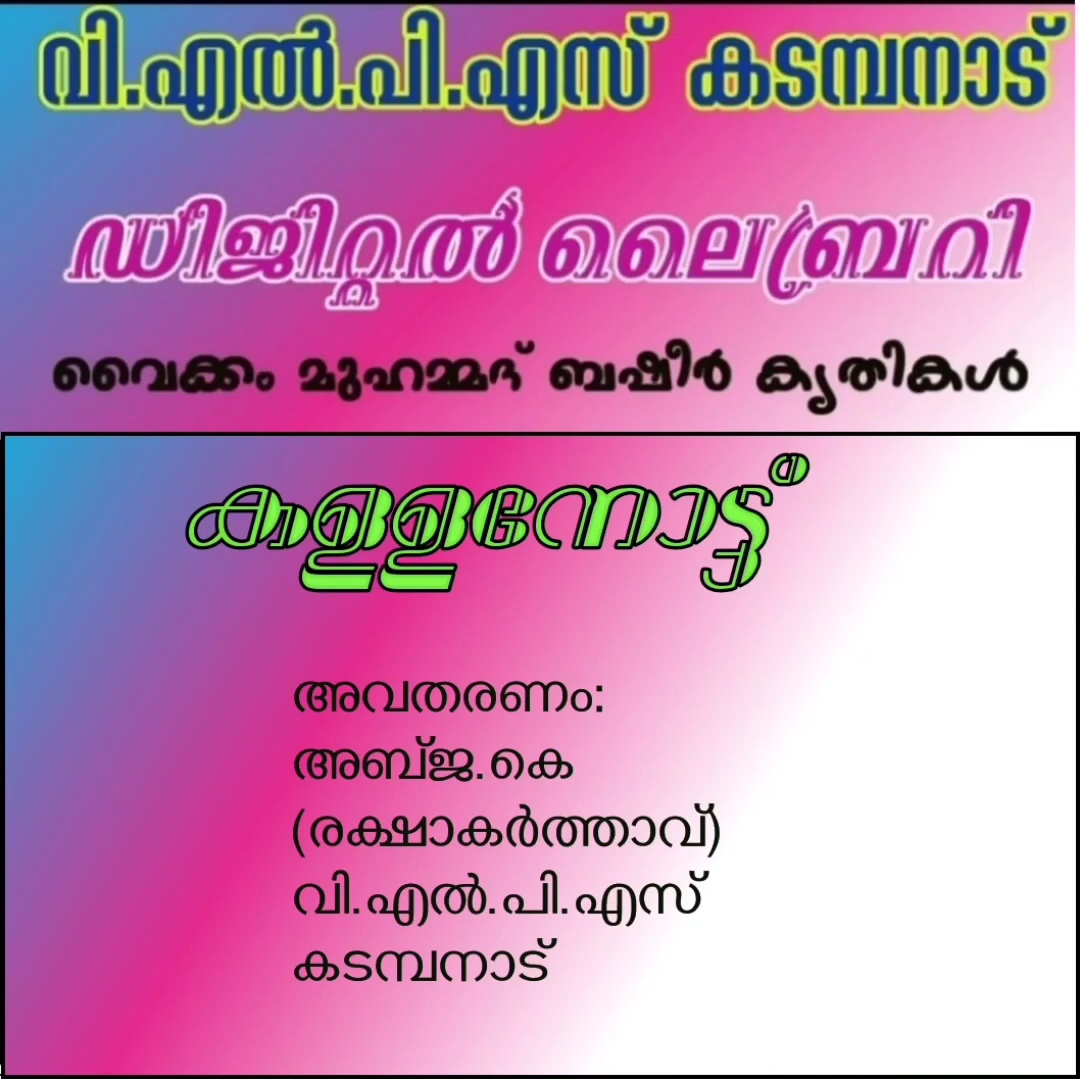 വി.എൽ.പി.എസ് കടമ്പനാട്
ഡിജിറ്റൽ ലൈബ്രറി
വൈക്കം മുഹമ്മദ് ബഷീർ കൃതികൾ
കള്ളനോട്ട്
അവതരണം:
അബ്ജ.കെ
(രക്ഷാകർത്താവ്)
വി.എൽ.പി.എസ്
കടമ്പനാട്